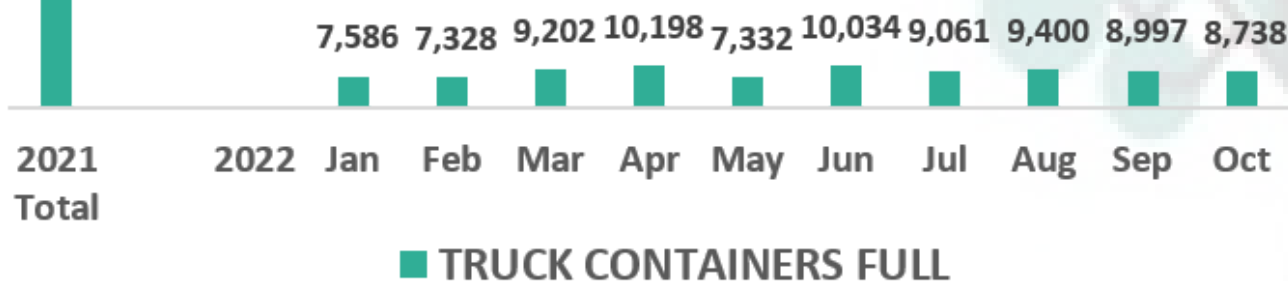 7,586 7,328 9,202 10,198 7,332 10,034 9,061 9,400 8,997 8,738
2021 2022 Jan Feb Mar Apr May Jun Jul Aug Sep Oct
Total
TRUCK CONTAINERS FULL